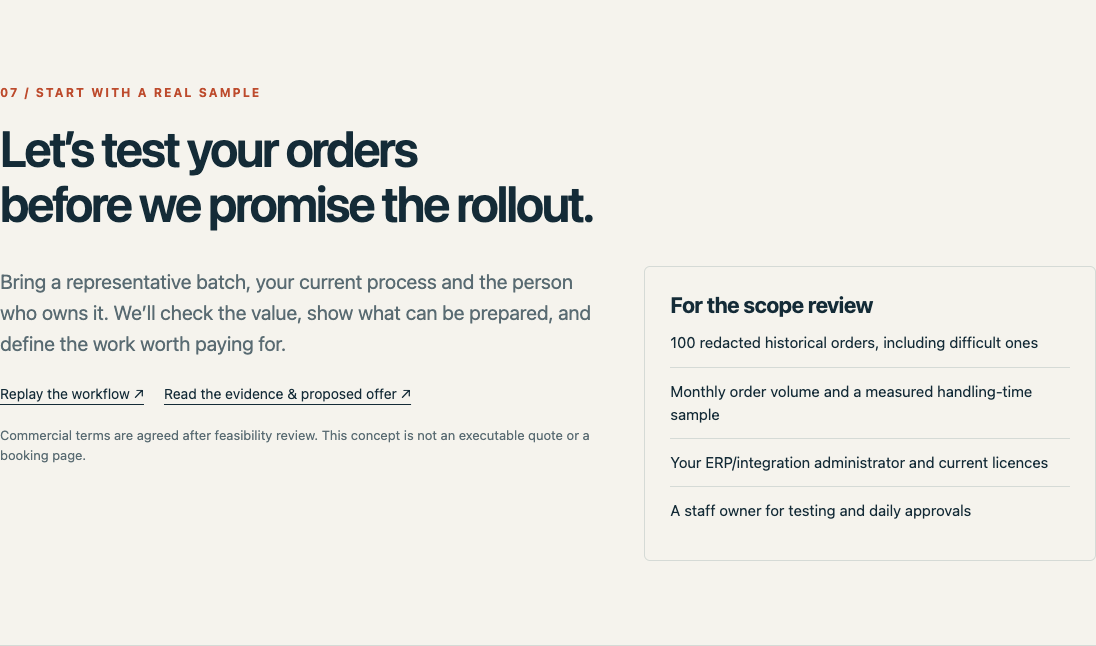 07 / START WITH A REAL SAMPLE
Let’s test your orders
before we promise the rollout.
Bring a representative batch, your current process and the person
who owns it. We’ll check the value, show what can be prepared, and
define the work worth paying for.
Replay the workflow ↗
Read the evidence & proposed offer ↗
Commercial terms are agreed after feasibility review. This concept is not an executable quote or a
booking page.
For the scope review
100 redacted historical orders, including difficult ones
Monthly order volume and a measured handling-time
sample
Your ERP/integration administrator and current licences
A staff owner for testing and daily approvals